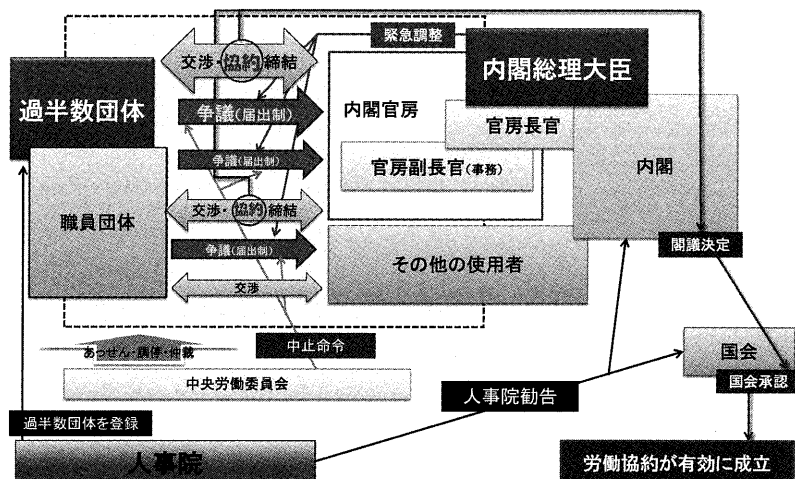 緊急調整
内閣総理大臣
交渉・協約締結
過半数団体
争議(届出制)
内閣官房
官房長官
内閣
争議(届出制)
官房副長官(事務)
職員団体
交渉・協約締結
争議(届出制)
その他の使用者
閣議決定
交渉
あっせん・調停・仲裁
中止命令
国会
中央労働委員会
国会承認
人事院勧告
過半数団体を登録
人事院
労働協約が有効に成立